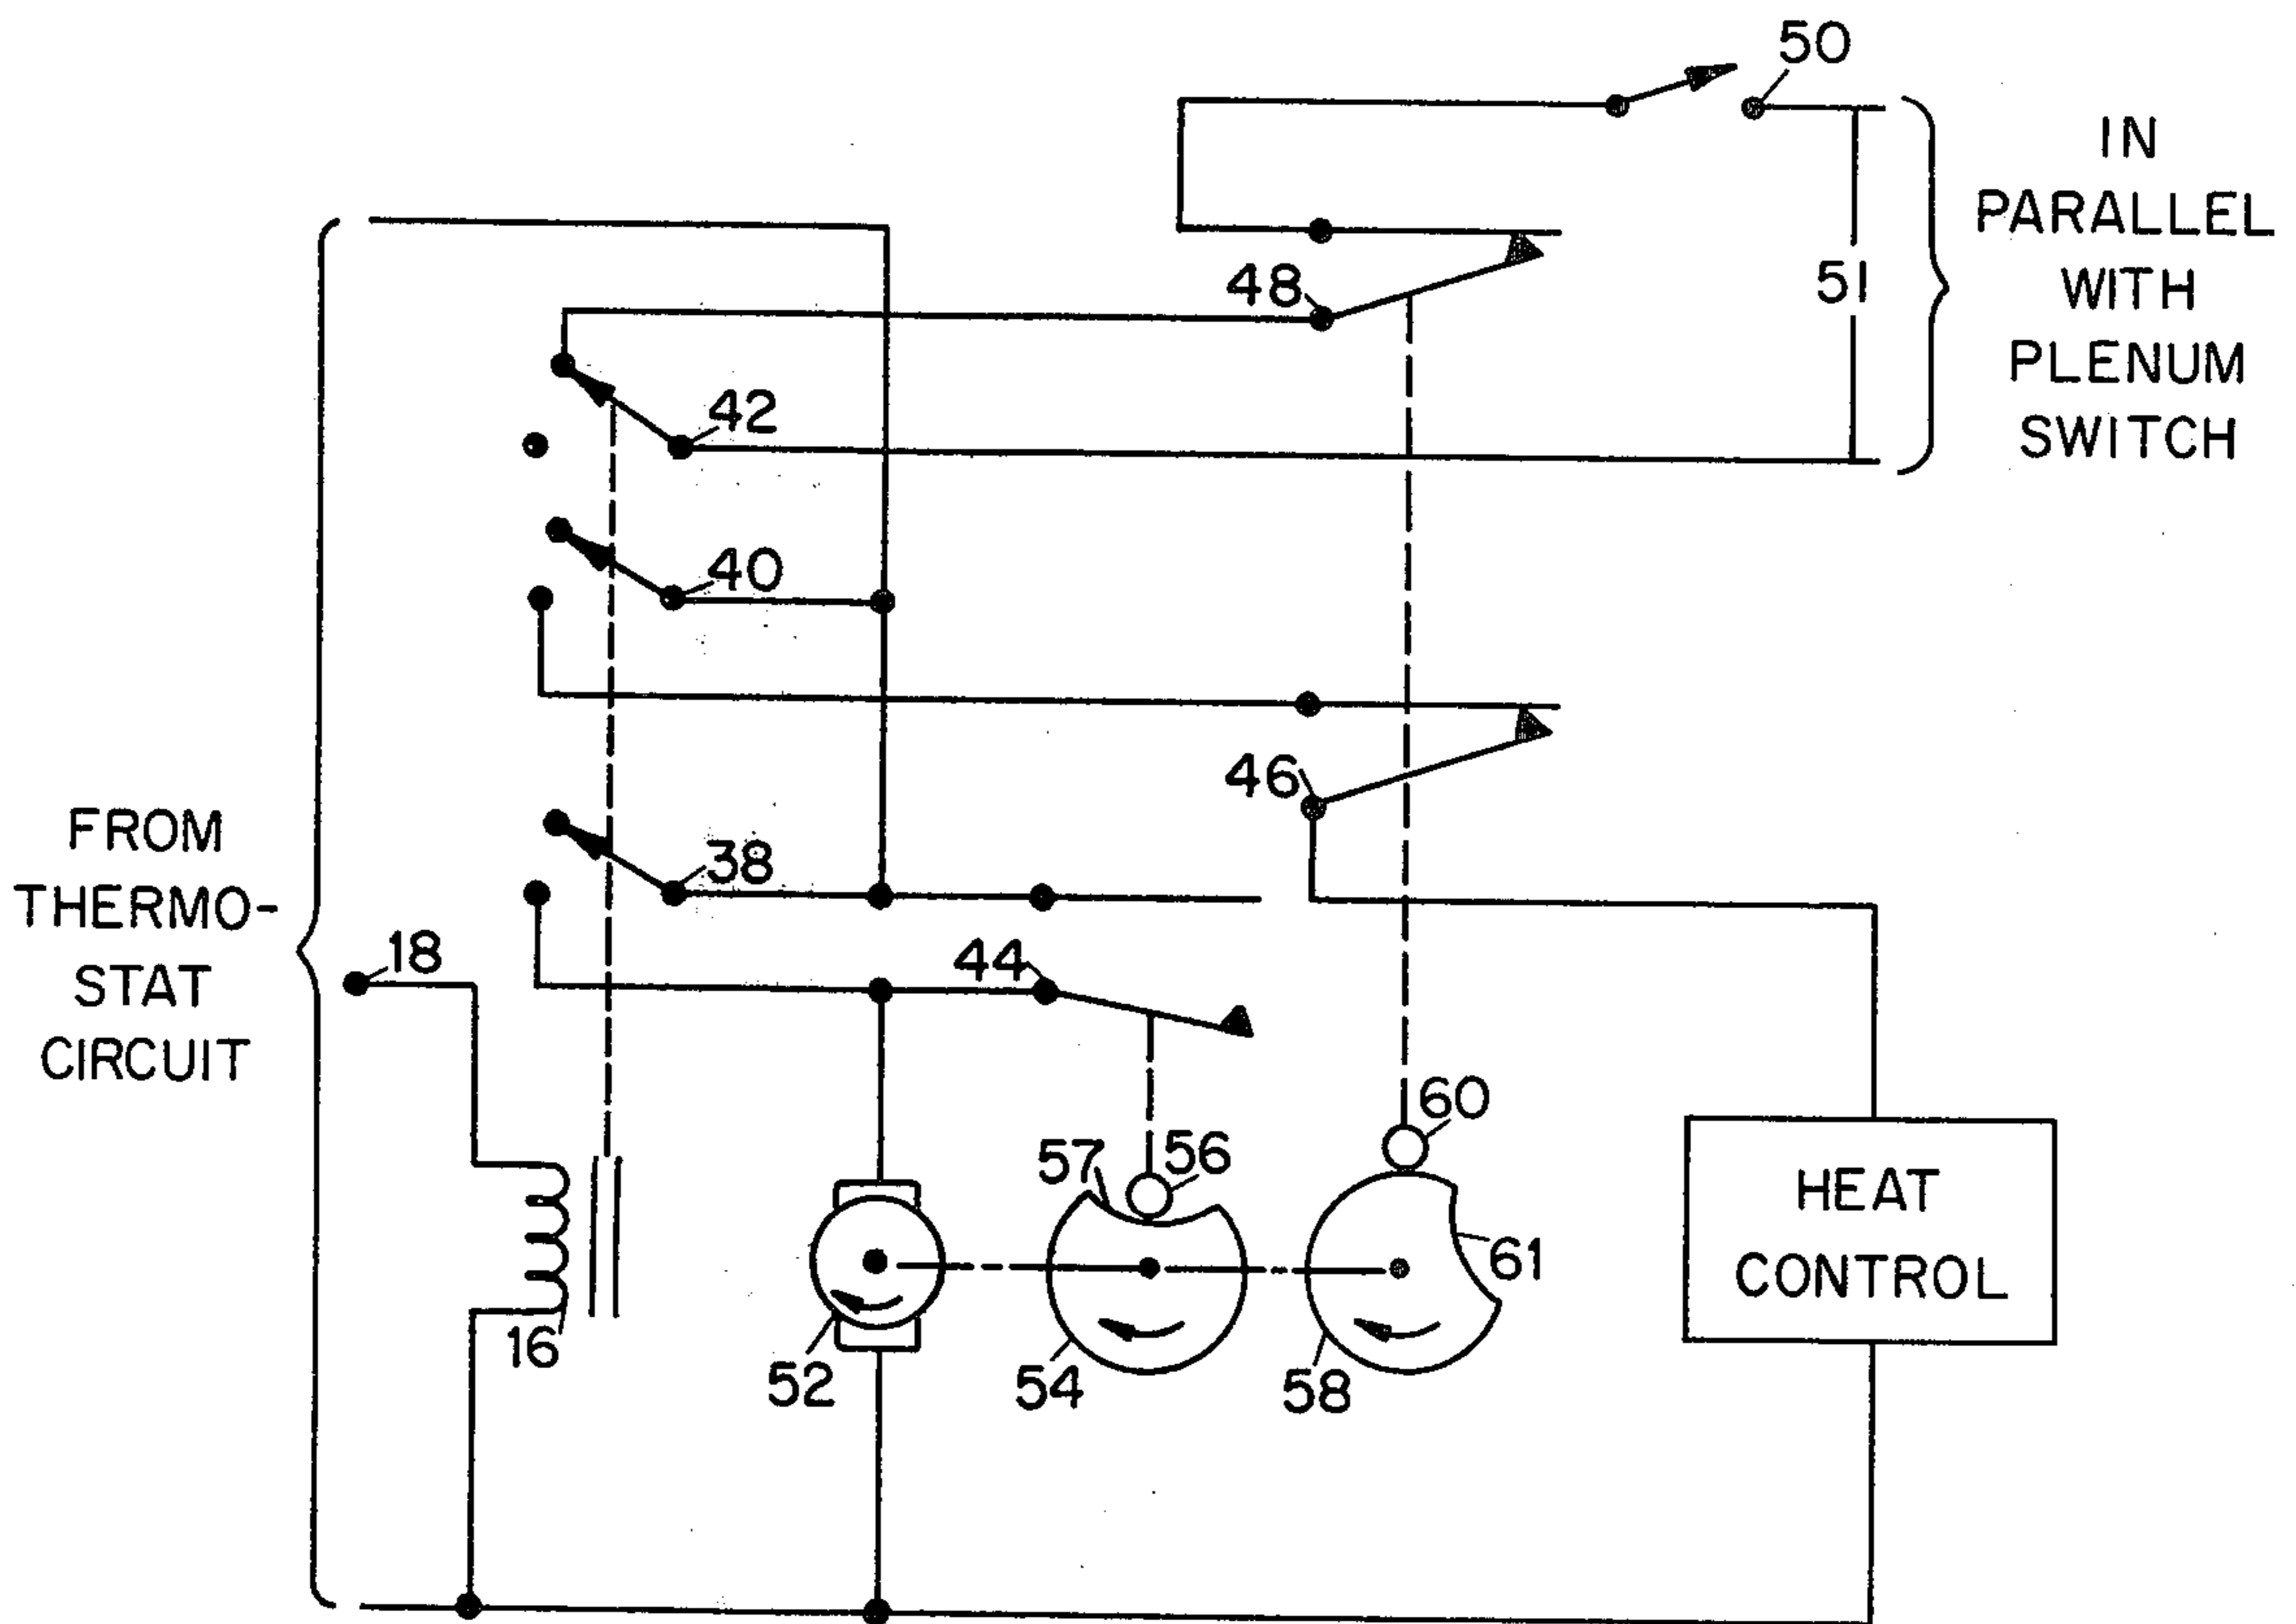 50
IN
PARALLEL
WITH
PLENUM
SWITCH
51
48
42
40
46
38
FROM
THERMO-
STAT
CIRCUIT
18
44
60
57
56
61
HEAT
CONTROL
16
52
54
58